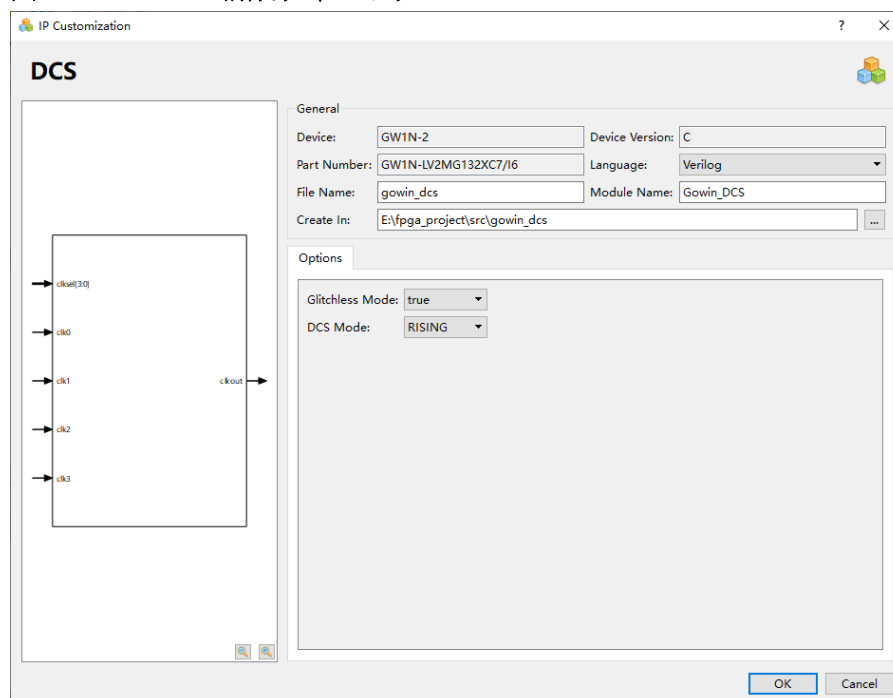 IP Customization ? ×
DCS
General
Device: GW1N-2 Device Version: C
Part Number: GW1N-LV2MG132XC7/I6 Language: Verilog
File Name: gowin_dcs Module Name: Gowin_DCS
Create In: E:\fpga_project\src\gowin_dcs ...
Options
Glitchless Mode: true
DCS Mode: RISING
clksel[3:0]
clk0
clk1 clkout
clk2
clk3
OK Cancel